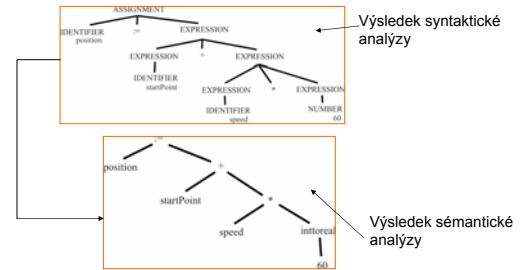 ASSIGNMENT
IDENTIFIER := EXPRESSION
position
EXPRESSION + EXPRESSION
IDENTIFIER
startPoint
EXPRESSION * EXPRESSION
IDENTIFIER NUMBER
speed 60
Výsledek syntaktické
analýzy
:=
position +
startPoint *
speed inttoreal
60
Výsledek sémantické
analýzy